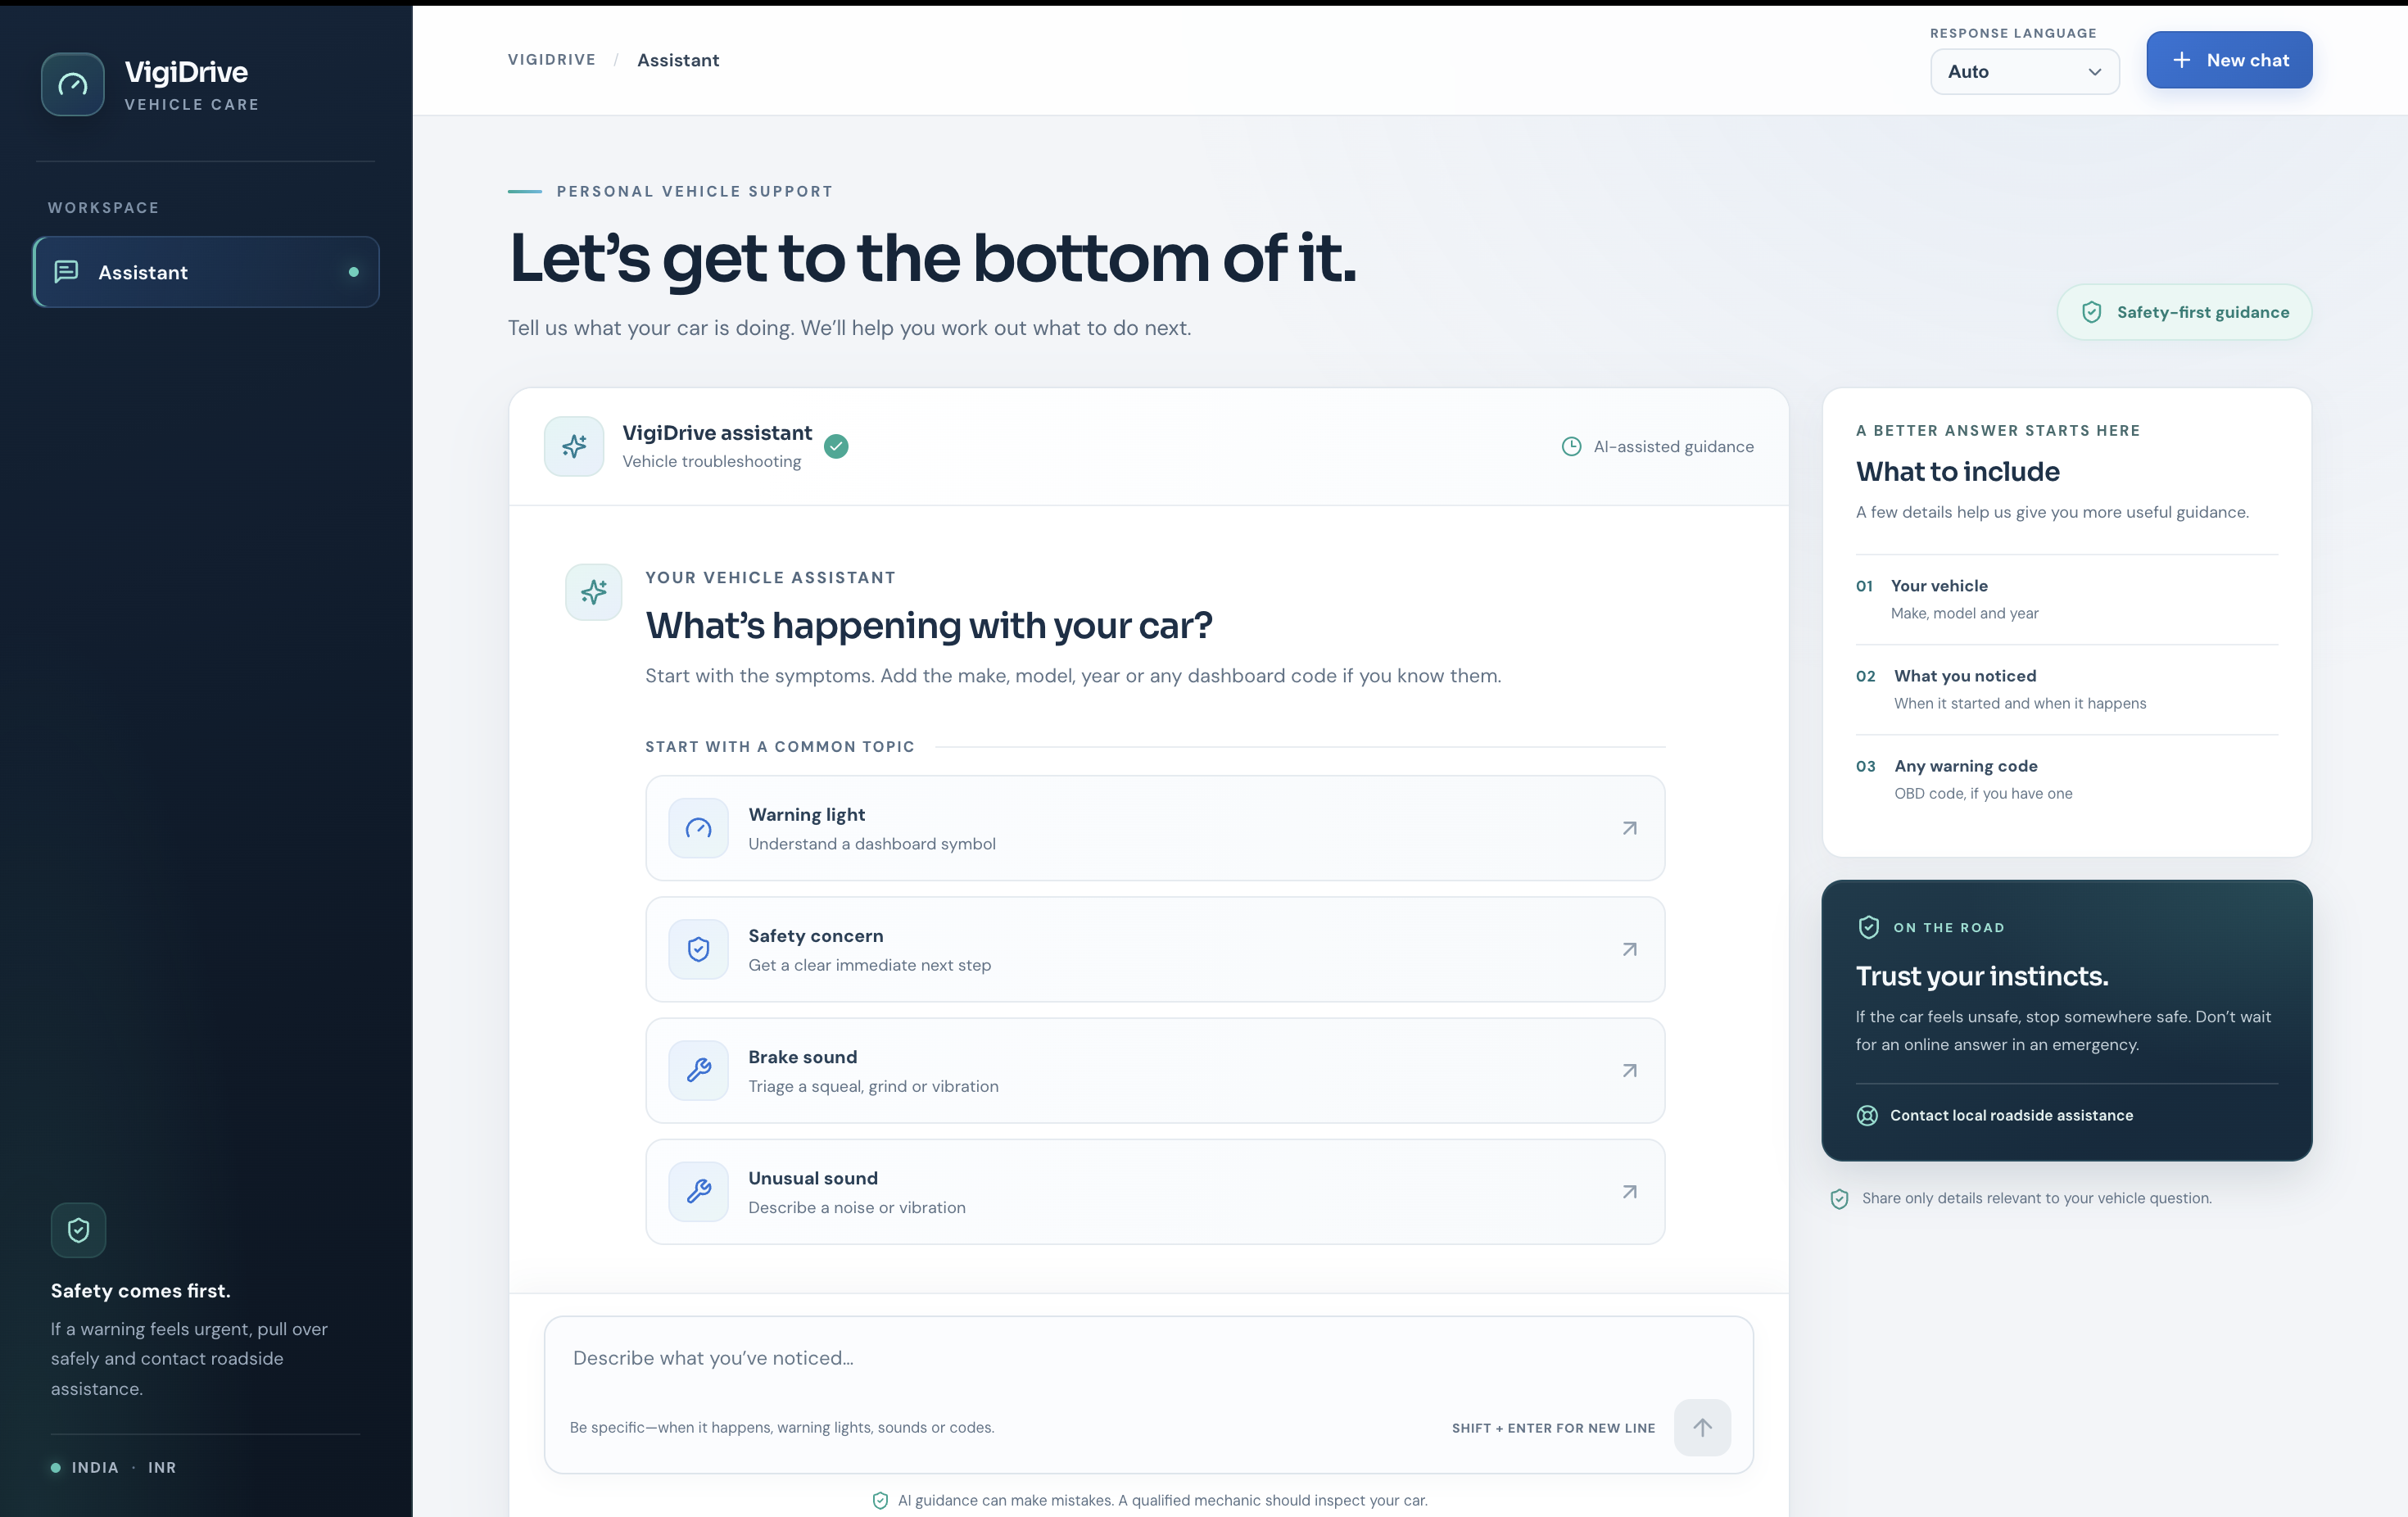 VigiDrive
VEHICLE CARE
WORKSPACE
Assistant
Safety comes first.
If a warning feels urgent, pull over
safely and contact roadside
assistance.
INDIA · INR
VIGIDRIVE / Assistant
RESPONSE LANGUAGE
Auto
New chat
PERSONAL VEHICLE SUPPORT
Let’s get to the bottom of it.
Tell us what your car is doing. We’ll help you work out what to do next.
Safety-first guidance
VigiDrive assistant
Vehicle troubleshooting
AI-assisted guidance
YOUR VEHICLE ASSISTANT
What’s happening with your car?
Start with the symptoms. Add the make, model, year or any dashboard code if you know them.
START WITH A COMMON TOPIC
Warning light
Understand a dashboard symbol
Safety concern
Get a clear immediate next step
Brake sound
Triage a squeal, grind or vibration
Unusual sound
Describe a noise or vibration
Describe what you’ve noticed...
Be specific—when it happens, warning lights, sounds or codes.
SHIFT + ENTER FOR NEW LINE
AI guidance can make mistakes. A qualified mechanic should inspect your car.
A BETTER ANSWER STARTS HERE
What to include
A few details help us give you more useful guidance.
01 Your vehicle
Make, model and year
02 What you noticed
When it started and when it happens
03 Any warning code
OBD code, if you have one
ON THE ROAD
Trust your instincts.
If the car feels unsafe, stop somewhere safe. Don’t wait
for an online answer in an emergency.
Contact local roadside assistance
Share only details relevant to your vehicle question.